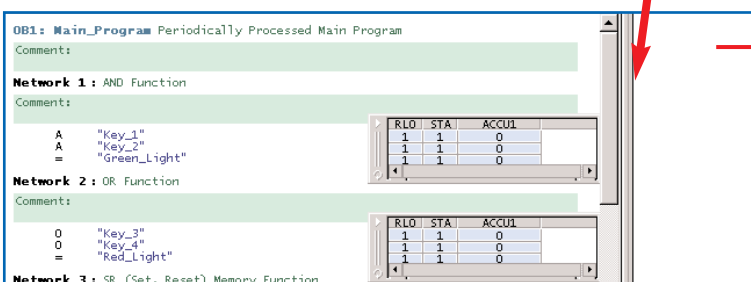 OB1: Main_Program Periodically Processed Main Program
Comment:
Network 1 : AND Function
Comment:
A "Key_1"
A "Key_2"
= "Green_Light"
RLO STA ACCU1
1 1 0
1 1 0
1 1 0
Network 2 : OR Function
Comment:
O "Key_3"
O "Key_4"
= "Red_Light"
RLO STA ACCU1
1 1 0
1 1 0
1 1 0
Network 3 : SR (Set, Reset) Memory Function